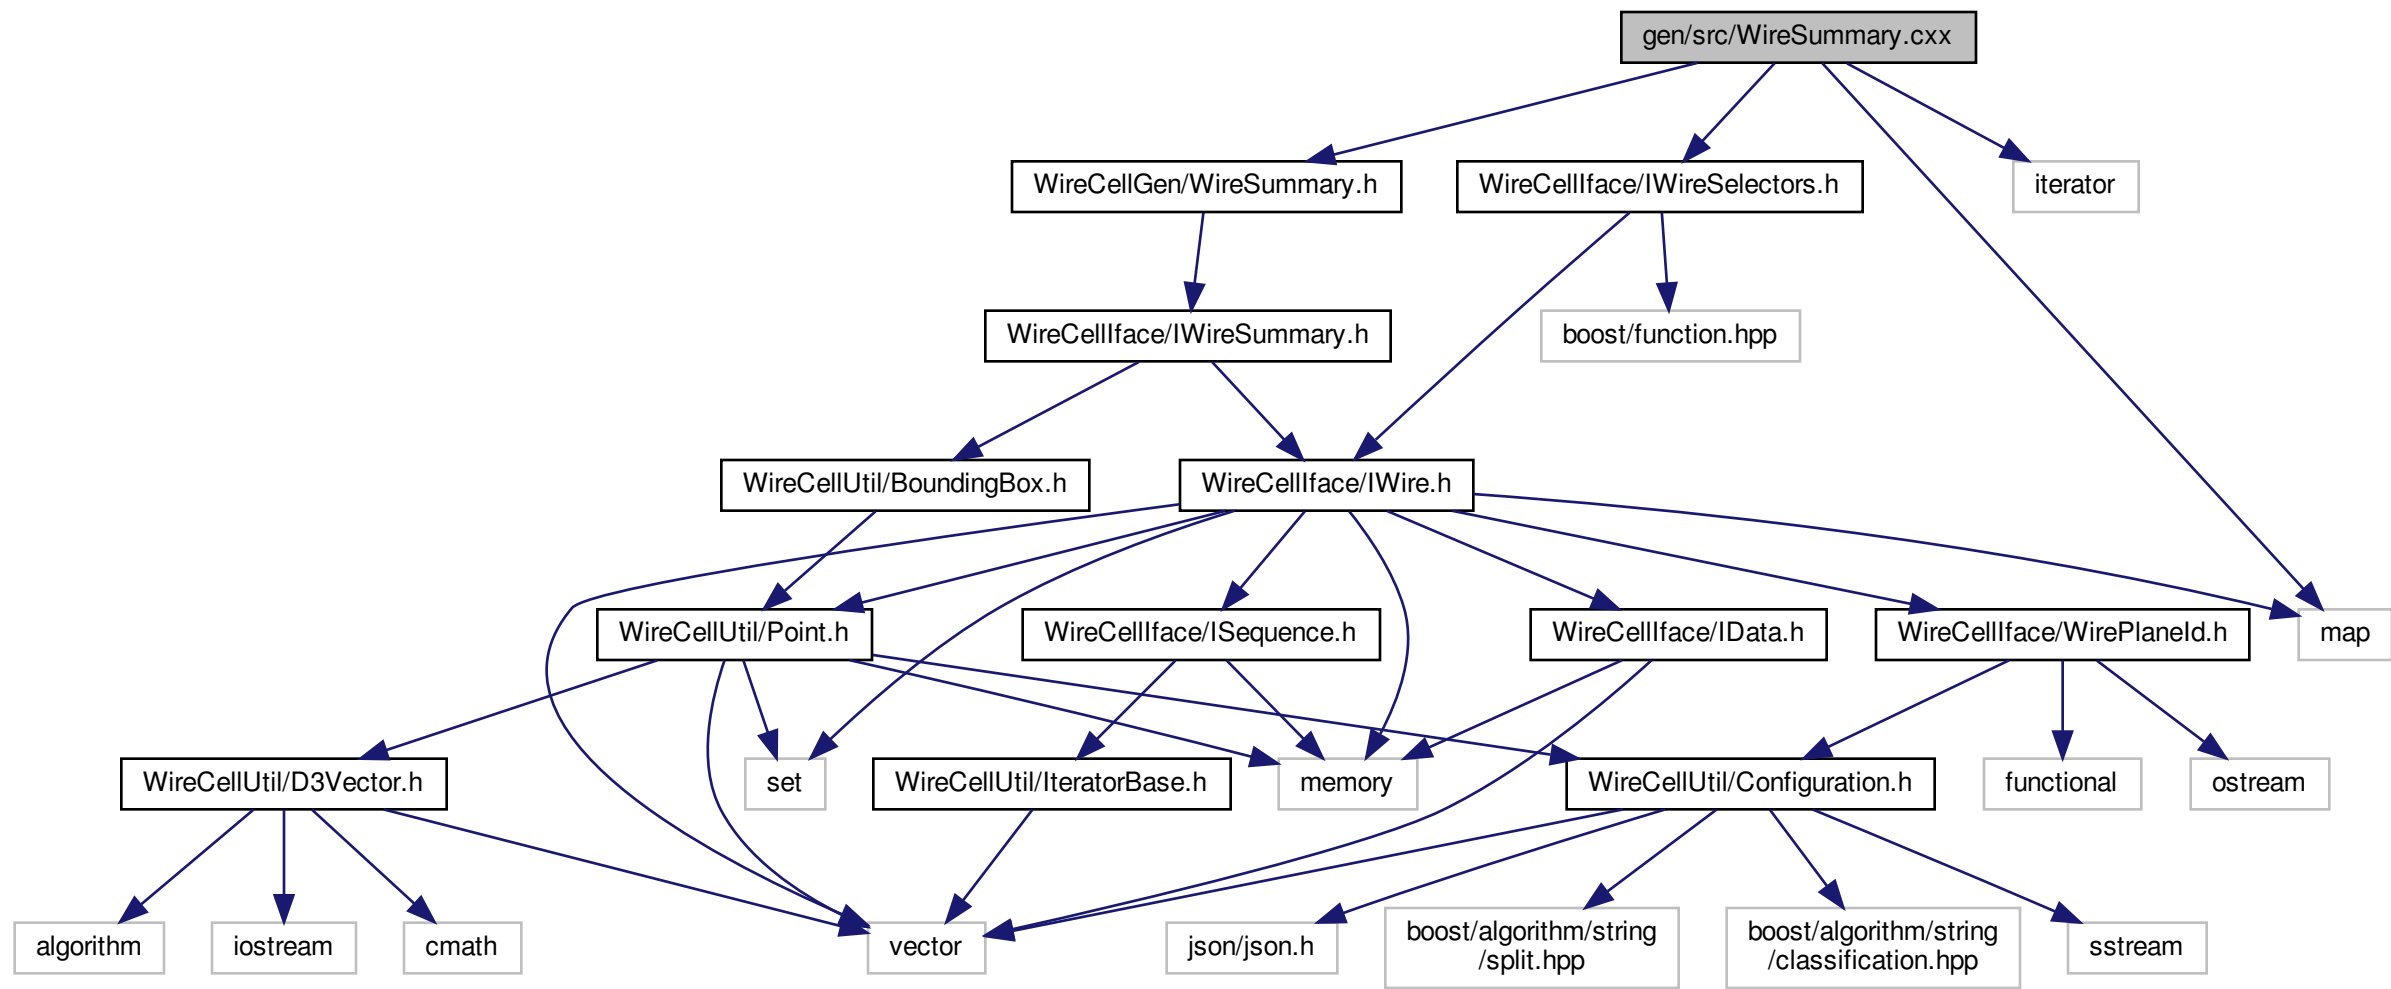 gen/src/WireSummary.cxx
WireCellGen/WireSummary.h
WireCellIface/IWireSelectors.h
iterator
WireCellIface/IWireSummary.h
boost/function.hpp
WireCellUtil/BoundingBox.h
WireCellIface/IWire.h
WireCellUtil/Point.h
WireCellIface/ISequence.h
WireCellIface/IData.h
WireCellIface/WirePlaneId.h
map
WireCellUtil/D3Vector.h
set
WireCellUtil/IteratorBase.h
memory
WireCellUtil/Configuration.h
functional
ostream
algorithm
iostream
cmath
vector
json/json.h
boost/algorithm/string
/split.hpp
boost/algorithm/string
/classification.hpp
sstream